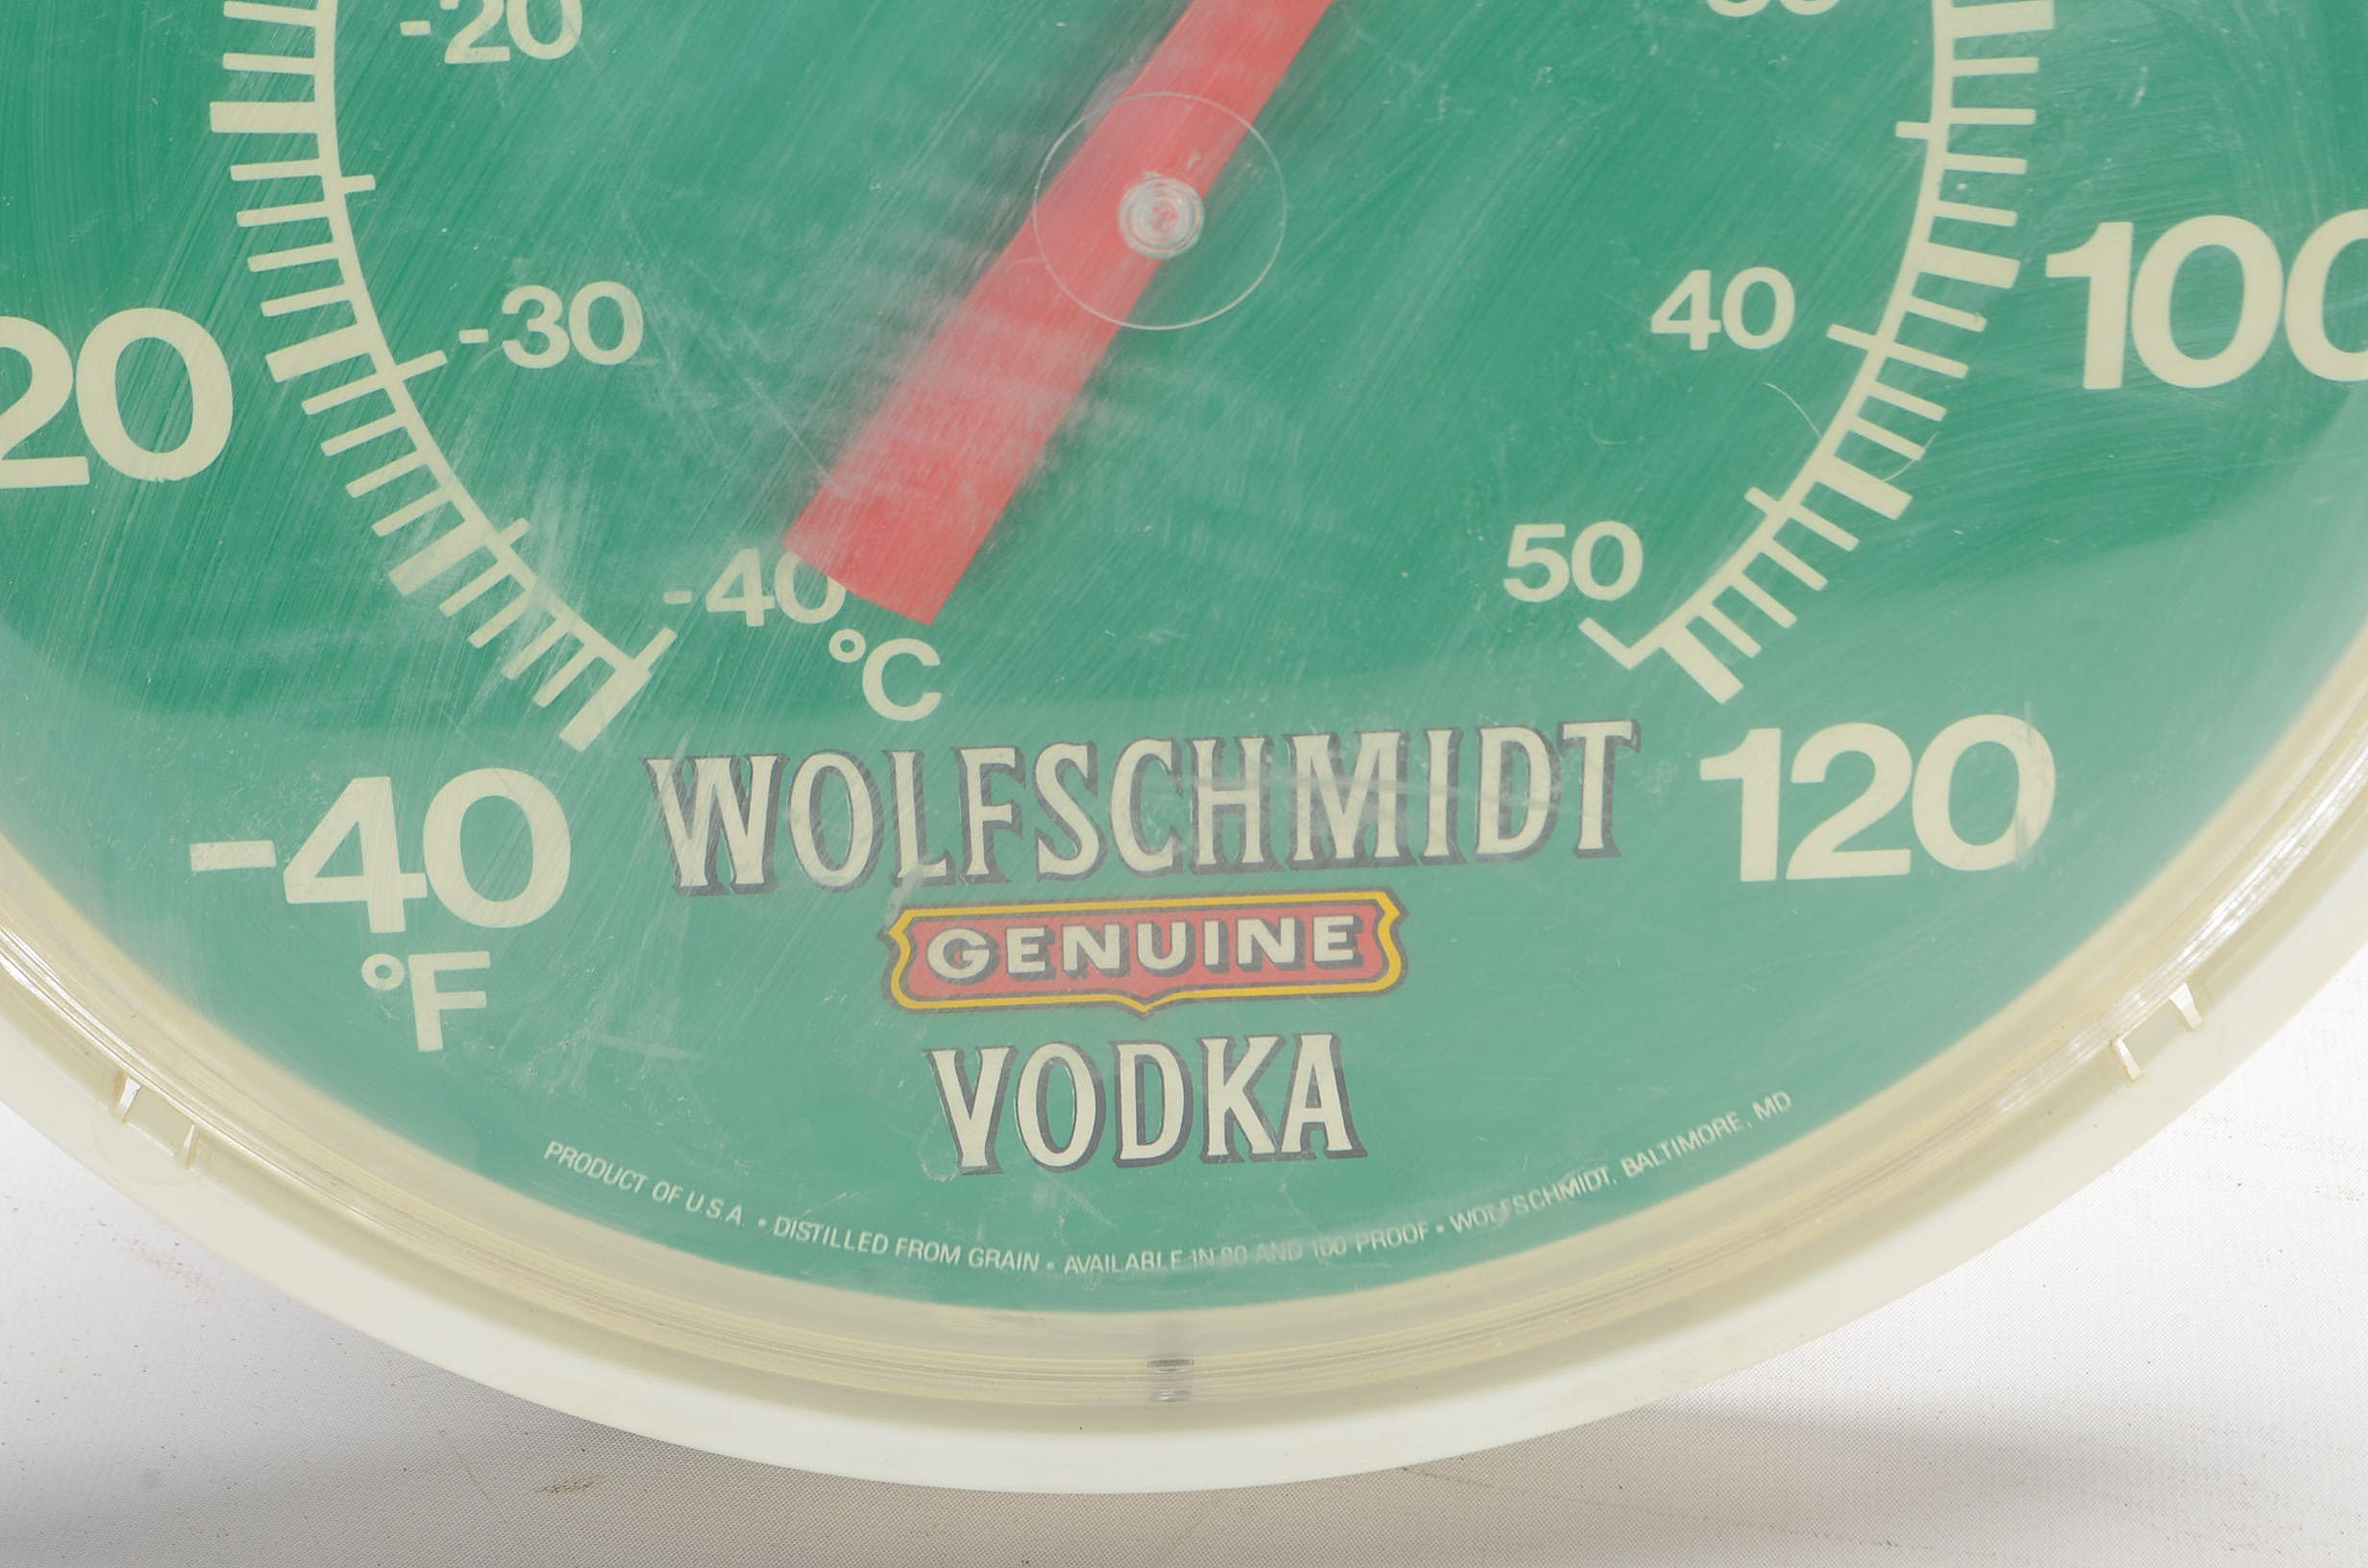 -20
-30
40
100
20
-40
°C
50
-40
°F
120
WOLFSCHMIDT
GENUINE
VODKA
PRODUCT OF U.S.A. • DISTILLED FROM GRAIN • AVAILABLE IN 80 AND 100 PROOF • WOLFSCHMIDT, BALTIMORE, MD